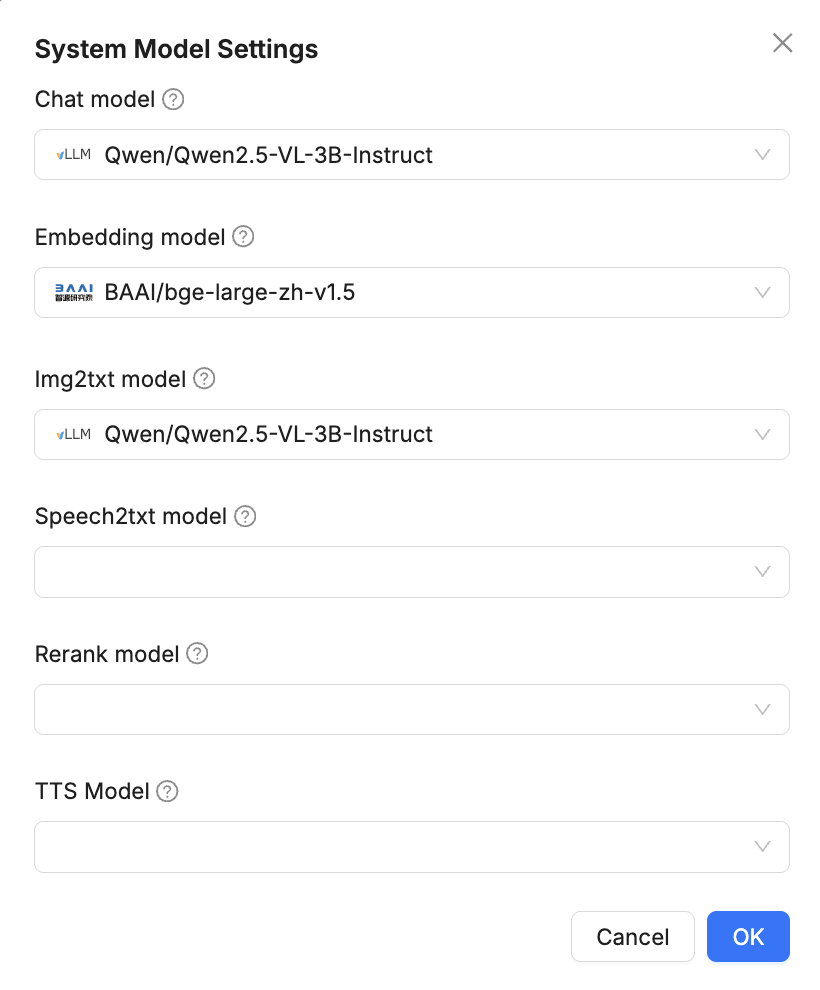 System Model Settings
Chat model ?
vLLM Qwen/Qwen2.5-VL-3B-Instruct
Embedding model ?
BAAI 智源研究院 BAAI/bge-large-zh-v1.5
Img2txt model ?
vLLM Qwen/Qwen2.5-VL-3B-Instruct
Speech2txt model ?
Rerank model ?
TTS Model ?
Cancel OK